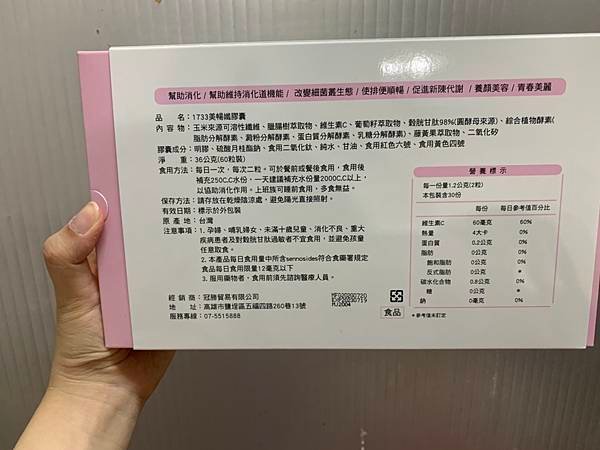 幫助消化 / 幫助維持消化道機能 / 改變細菌叢生態 / 使排便順暢 / 促進新陳代謝 / 養顏美容 / 青春美麗
品　　名：1733美暢孅膠囊
內 容 物：玉米來源可溶性纖維、臘腸樹萃取物、維生素C、葡萄籽萃取物、穀胱甘肽98%(圓酵母來源)、綜合植物酵素(
脂肪分解酵素、澱粉分解酵素、蛋白質分解酵素、乳糖分解酵素)、藤黃果萃取物、二氧化矽
膠囊成分：明膠、硫酸月桂酯鈉、食用二氧化鈦、純水、甘油、食用紅色六號、食用黃色四號
淨　　重：36公克(60粒裝)
食用方法：每日一次，每次二粒。可於餐前或餐後食用，食用後
補充250C.C水份，一天建議補充水份量2000C.C以上，
以協助消化作用。上班族可睡前食用，多食無益。
保存方法：請存放在乾燥陰涼處，避免陽光直接照射。
有效日期：標示於外包裝
原 產 地：台灣
注意事項：1. 孕婦、哺乳婦女、未滿十歲兒童、消化不良、重大
疾病患者及對穀胱甘肽過敏者不宜食用，並避免孩童
任意取食。
2. 本產品每日食用量中所含sennosides符合食藥署規定
食品每日食用限量12毫克以下
3. 服用藥物者，食用前須先諮詢醫療人員。
經 銷 商：冠勝貿易有限公司
地　　址：高雄市鹽埕區五福四路260巷13號
服務專線：07-5515888
食品
營 養 標 示
每一份量1.2公克(2粒)
本包裝含30份
每份 每日參考值百分比
維生素C 60毫克 60%
熱量 4大卡 0%
蛋白質 0.2公克 0%
脂肪 0公克 0%
飽和脂肪 0公克 0%
反式脂肪 0公克 *
碳水化合物 0.8公克 0%
糖 0公克 *
鈉 0毫克 0%
*參考值未訂定